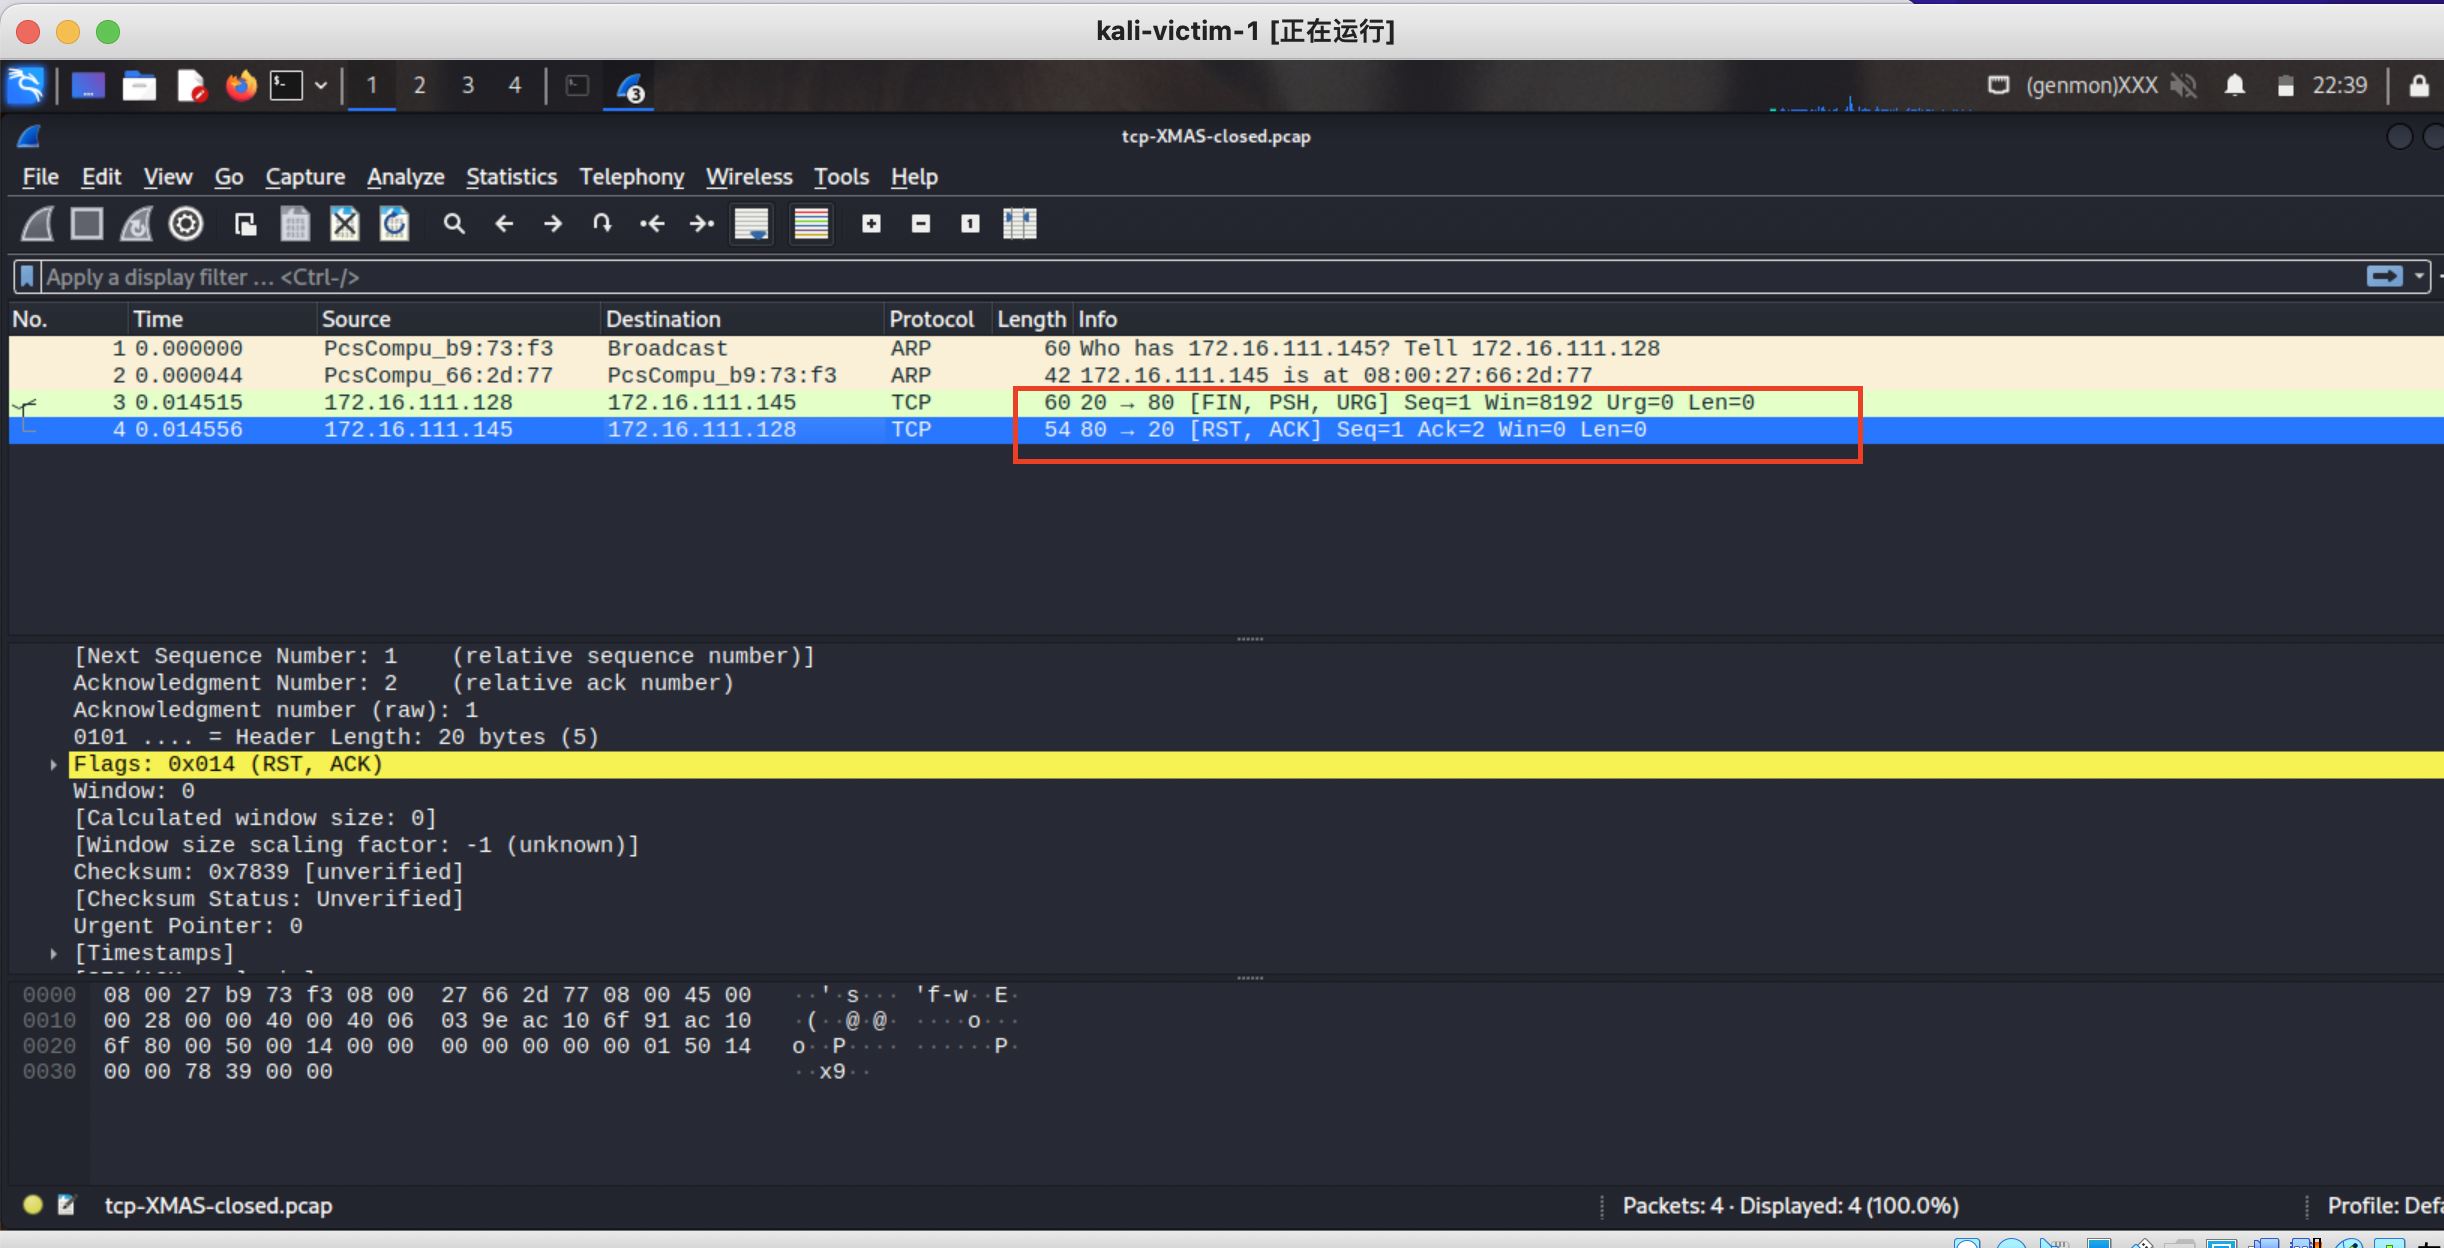 kali-victim-1 [正在运行]
1 2 3 4 3 (genmon)XXX 22:39
tcp-XMAS-closed.pcap
File Edit View Go Capture Analyze Statistics Telephony Wireless Tools Help
Apply a display filter … <Ctrl-/>
No. Time Source Destination Protocol Length Info
1 0.000000 PcsCompu_b9:73:f3 Broadcast ARP 60 Who has 172.16.111.145? Tell 172.16.111.128
2 0.000044 PcsCompu_66:2d:77 PcsCompu_b9:73:f3 ARP 42 172.16.111.145 is at 08:00:27:66:2d:77
3 0.014515 172.16.111.128 172.16.111.145 TCP 60 20 → 80 [FIN, PSH, URG] Seq=1 Win=8192 Urg=0 Len=0
4 0.014556 172.16.111.145 172.16.111.128 TCP 54 80 → 20 [RST, ACK] Seq=1 Ack=2 Win=0 Len=0
[Next Sequence Number: 1    (relative sequence number)]
Acknowledgment Number: 2    (relative ack number)
Acknowledgment number (raw): 1
0101 .... = Header Length: 20 bytes (5)
Flags: 0x014 (RST, ACK)
Window: 0
[Calculated window size: 0]
[Window size scaling factor: -1 (unknown)]
Checksum: 0x7839 [unverified]
[Checksum Status: Unverified]
Urgent Pointer: 0
[Timestamps]
0000 08 00 27 b9 73 f3 08 00  27 66 2d 77 08 00 45 00 ··'·s··· 'f-w··E·
0010 00 28 00 00 40 00 40 06  03 9e ac 10 6f 91 ac 10 ·(··@·@· ····o···
0020 6f 80 00 50 00 14 00 00  00 00 00 00 00 01 50 14 o··P···· ······P·
0030 00 00 78 39 00 00 ··x9··
tcp-XMAS-closed.pcap Packets: 4 · Displayed: 4 (100.0%) Profile: Defa